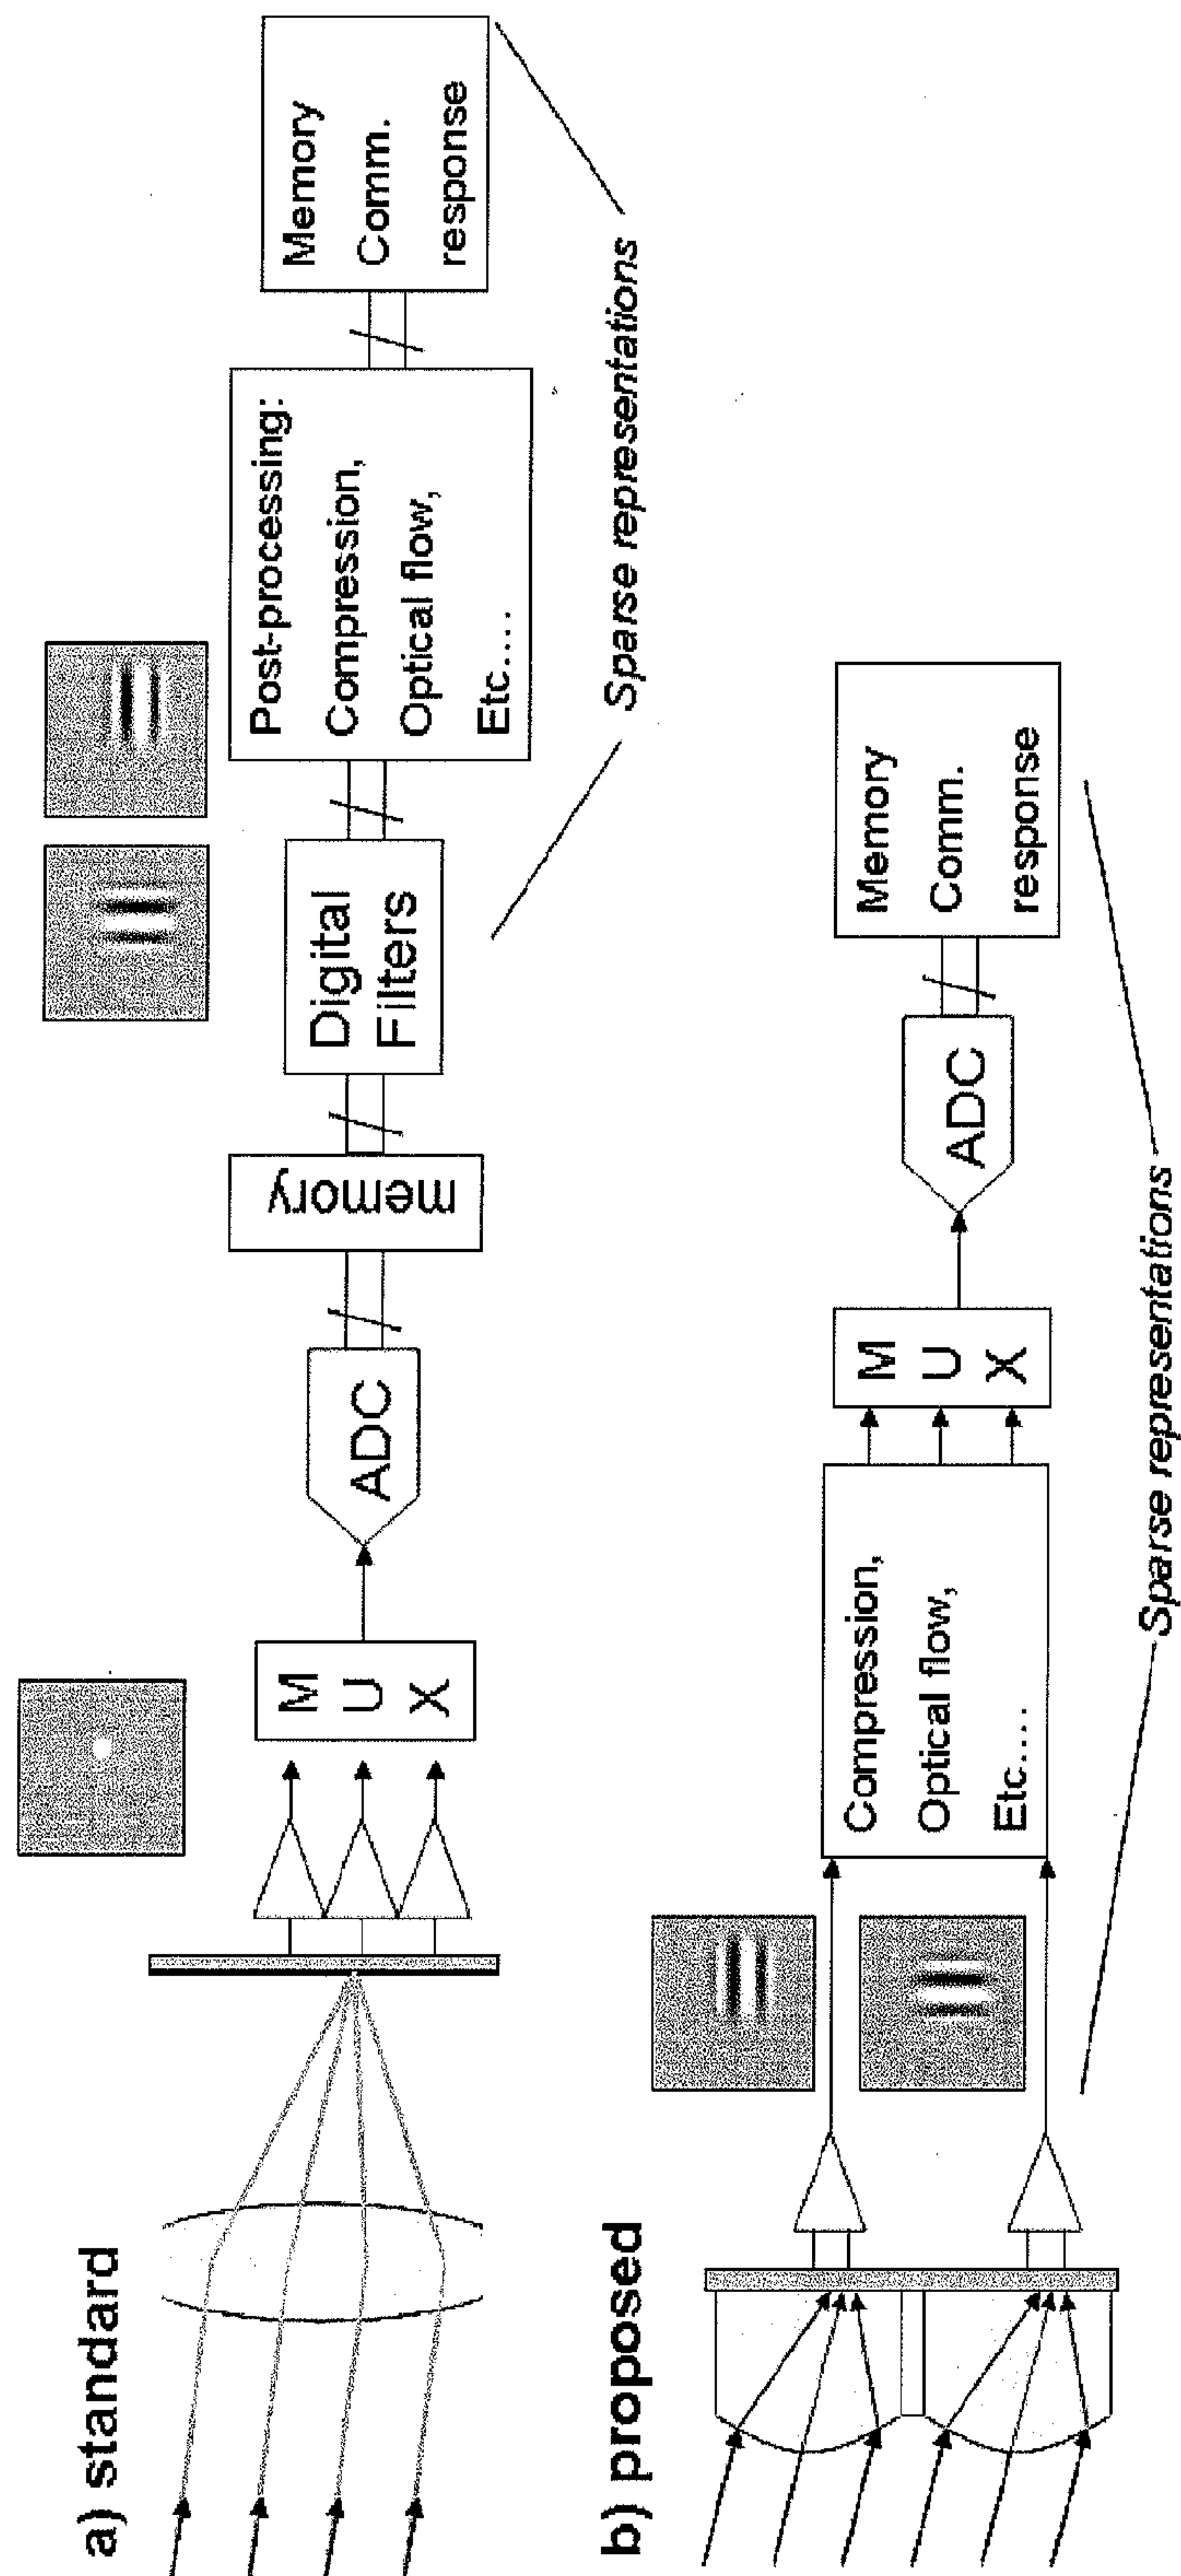 a) standard
M
U
X
ADC
memory
Digital
Filters
Post-processing:
Compression,
Optical flow,
Etc....
Memory
Comm.
response
Sparse representations
b) proposed
Compression,
Optical flow,
Etc....
M
U
X
ADC
Memory
Comm.
response
Sparse representations